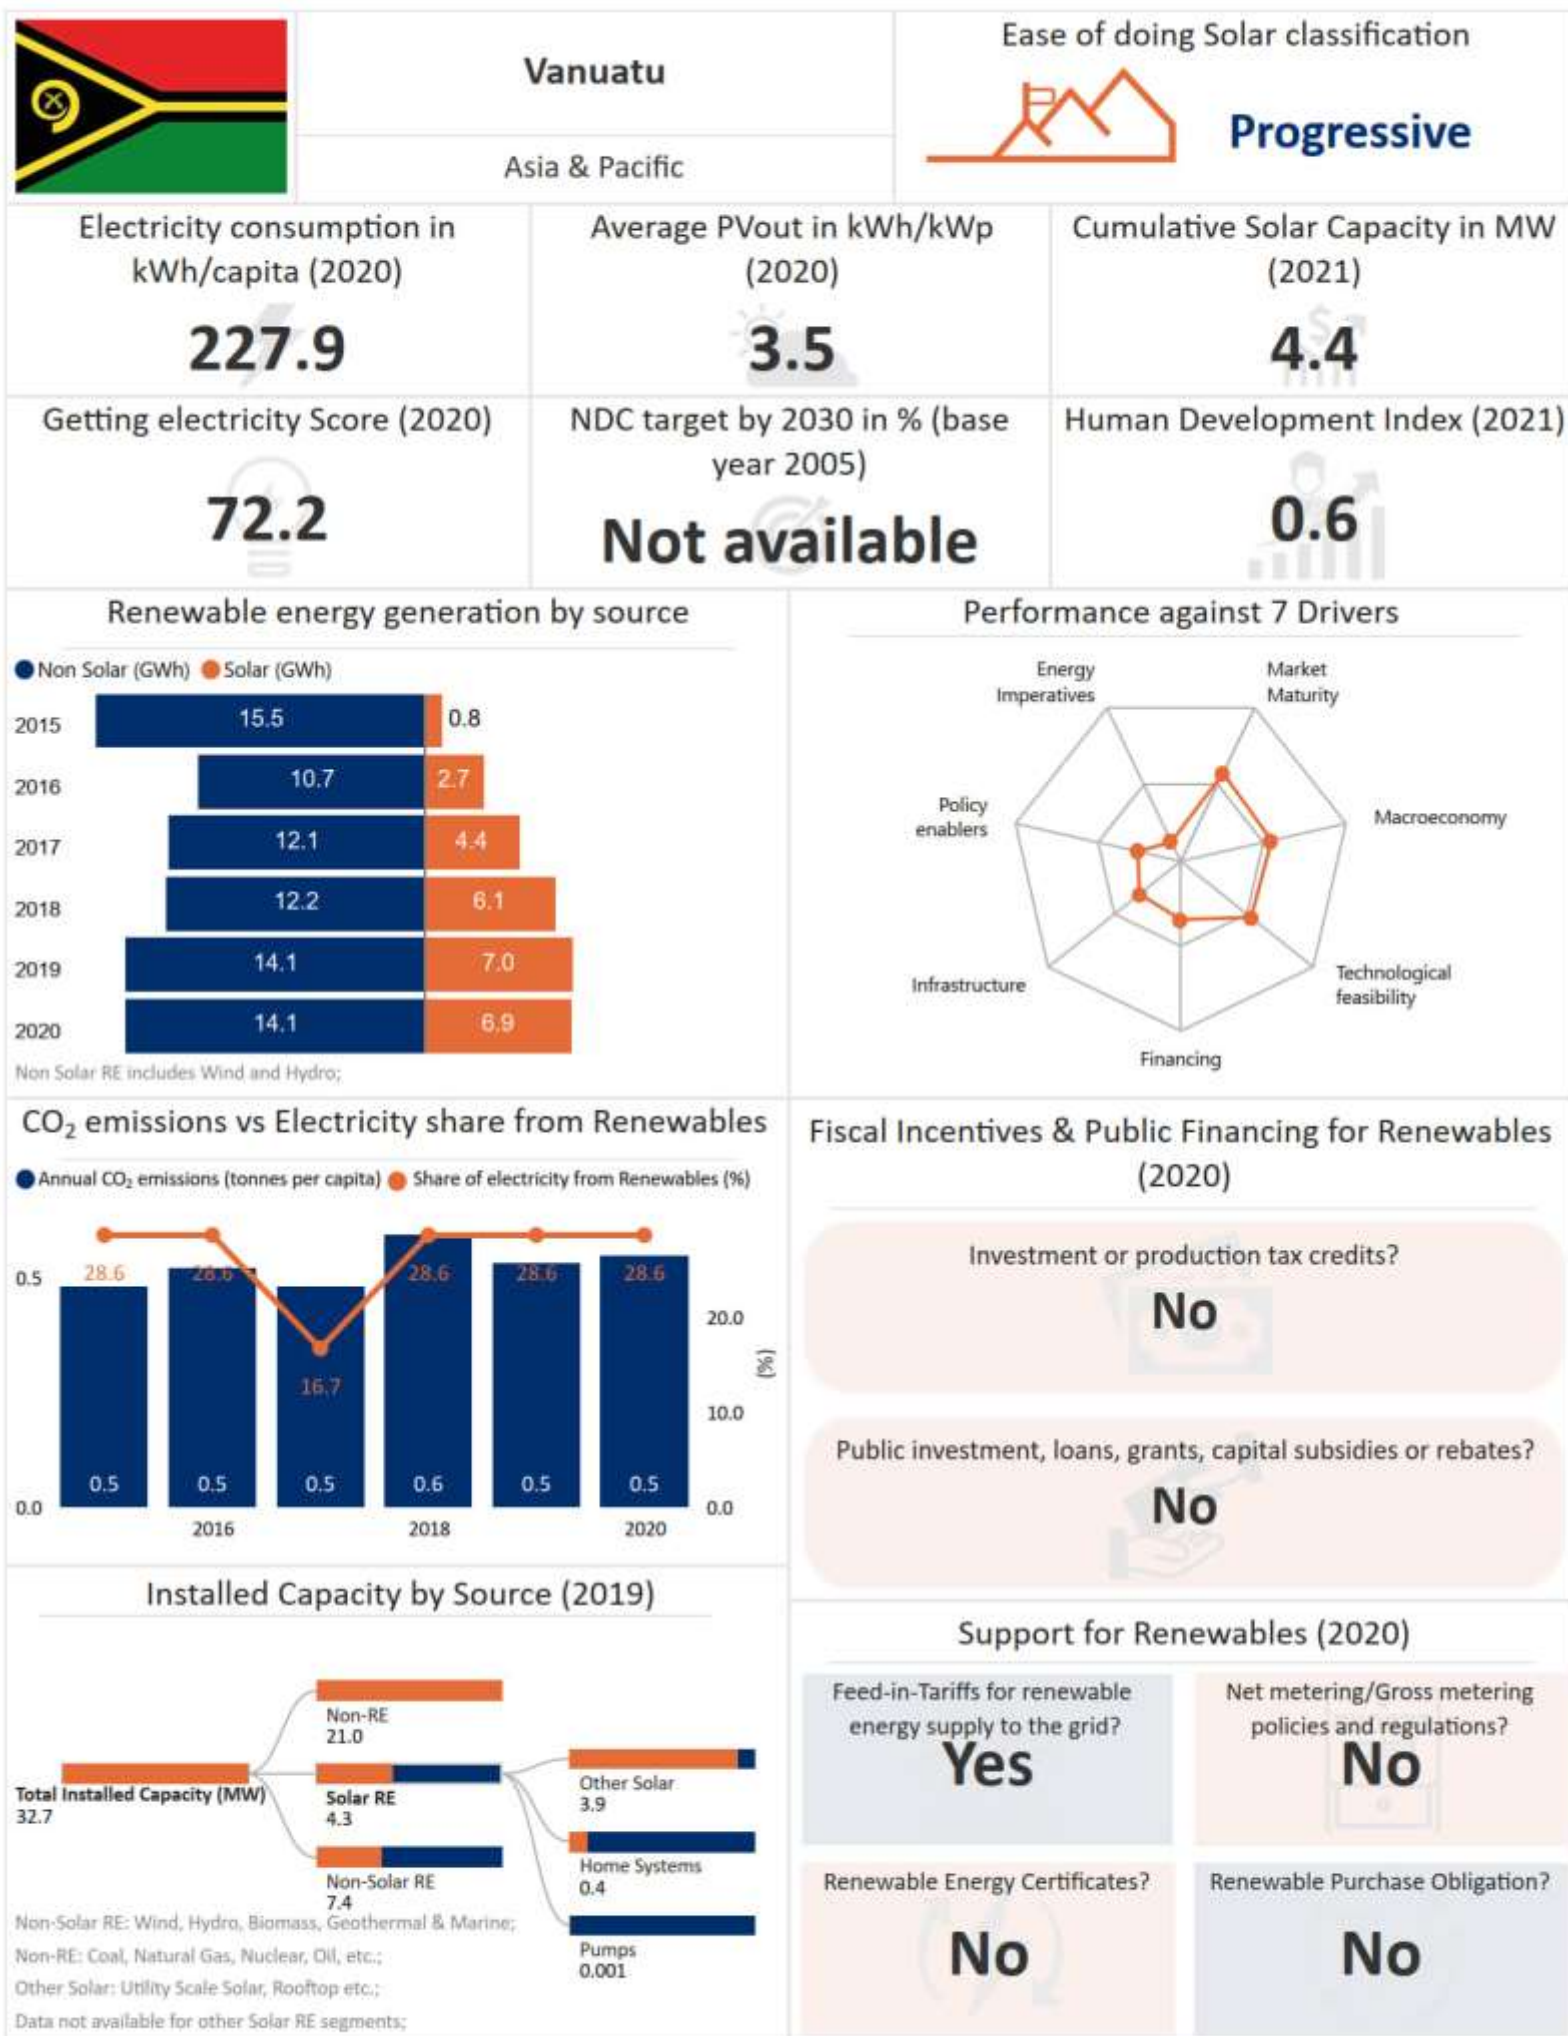 Vanuatu
Asia & Pacific
Ease of doing Solar classification
Progressive
Electricity consumption in
kWh/capita (2020)
227.9
Average PVout in kWh/kWp
(2020)
3.5
Cumulative Solar Capacity in MW
(2021)
4.4
Getting electricity Score (2020)
72.2
NDC target by 2030 in % (base
year 2005)
Not available
Human Development Index (2021)
0.6
Renewable energy generation by source
Non Solar (GWh) Solar (GWh)
2015 15.5 0.8
2016 10.7 2.7
2017 12.1 4.4
2018 12.2 6.1
2019 14.1 7.0
2020 14.1 6.9
Non Solar RE includes Wind and Hydro;
Performance against 7 Drivers
Energy
Imperatives
Market
Maturity
Policy
enablers
Macroeconomy
Infrastructure
Technological
feasibility
Financing
CO₂ emissions vs Electricity share from Renewables
Annual CO₂ emissions (tonnes per capita) Share of electricity from Renewables (%)
0.5 28.6 28.6 28.6 28.6 28.6
20.0
(%)
16.7
10.0
0.5 0.5 0.5 0.6 0.5 0.5
0.0 0.0
2016 2018 2020
Fiscal Incentives & Public Financing for Renewables
(2020)
Investment or production tax credits?
No
Public investment, loans, grants, capital subsidies or rebates?
No
Installed Capacity by Source (2019)
Total Installed Capacity (MW)
32.7
Non-RE
21.0
Solar RE
4.3
Non-Solar RE
7.4
Other Solar
3.9
Home Systems
0.4
Pumps
0.001
Non-Solar RE: Wind, Hydro, Biomass, Geothermal & Marine;
Non-RE: Coal, Natural Gas, Nuclear, Oil, etc.;
Other Solar: Utility Scale Solar, Rooftop etc.;
Data not available for other Solar RE segments;
Support for Renewables (2020)
Feed-in-Tariffs for renewable
energy supply to the grid?
Yes
Net metering/Gross metering
policies and regulations?
No
Renewable Energy Certificates?
No
Renewable Purchase Obligation?
No